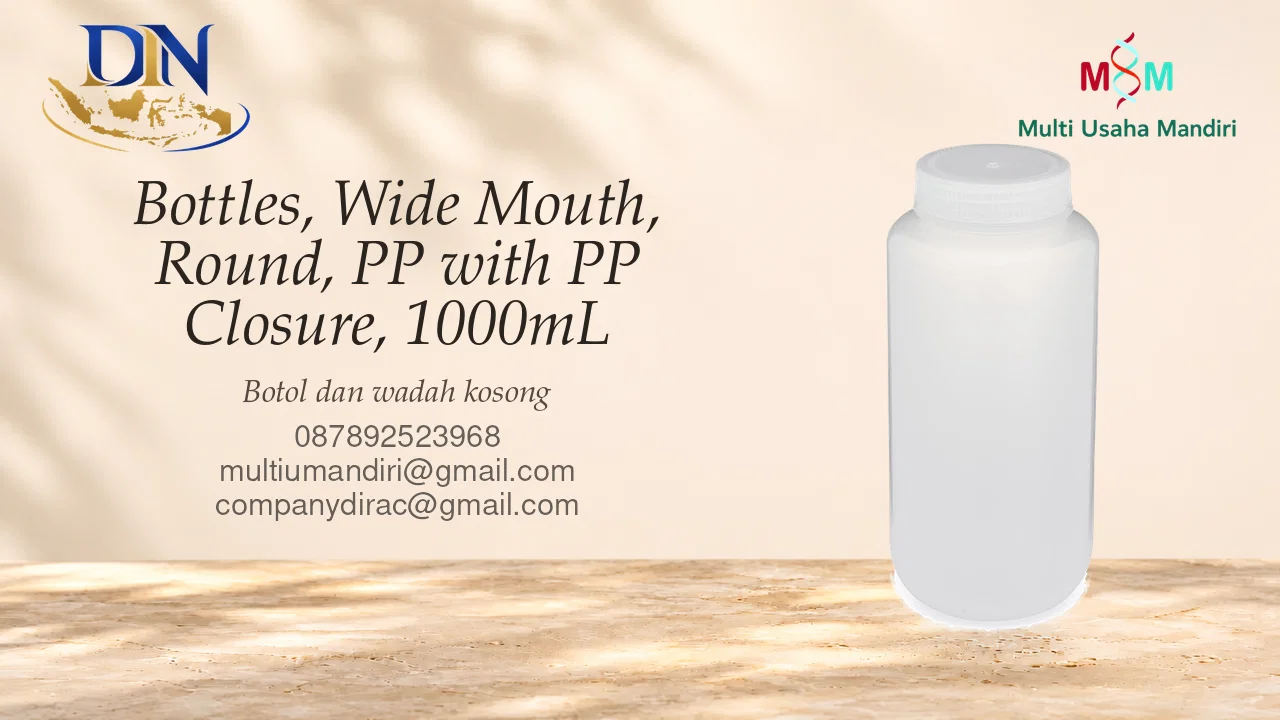 DIN
M M
Multi Usaha Mandiri
Bottles, Wide Mouth,
Round, PP with PP
Closure, 1000mL
Botol dan wadah kosong
087892523968
multiumandiri@gmail.com
companydirac@gmail.com